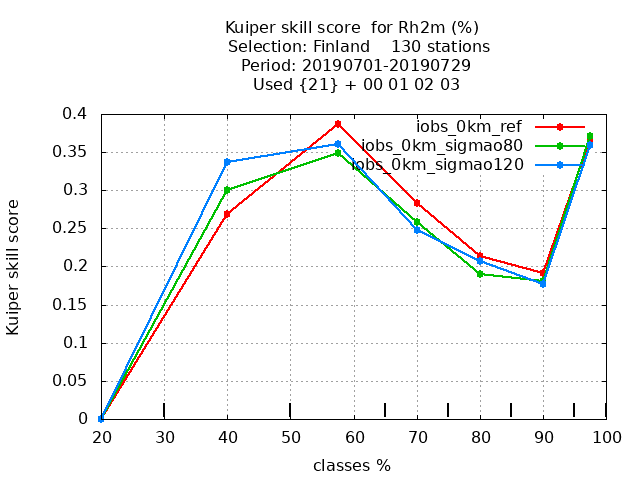 Kuiper skill score  for Rh2m (%)
Selection: Finland    130 stations
Period: 20190701-20190729
Used {21} + 00 01 02 03
iobs_0km_ref
iobs_0km_sigmao80
iobs_0km_sigmao120
Kuiper skill score
0.4
0.35
0.3
0.25
0.2
0.15
0.1
0.05
0
20 30 40 50 60 70 80 90 100
classes %